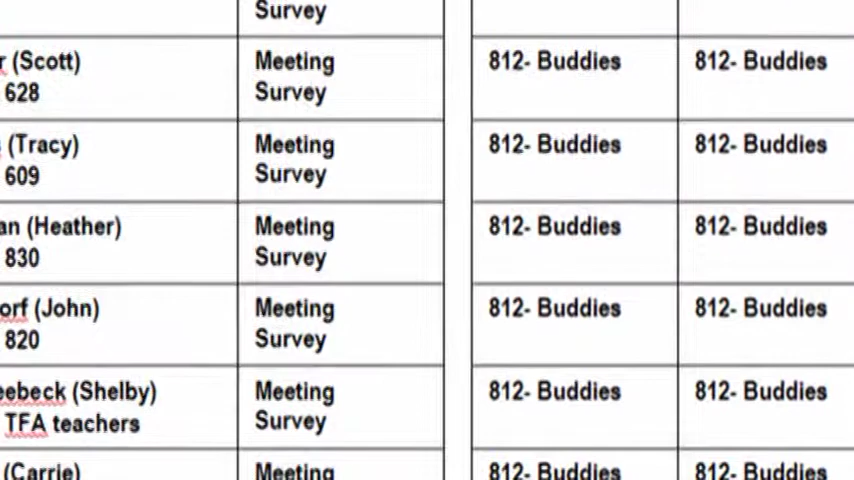 Survey
r (Scott) Meeting 812- Buddies 812- Buddies
628 Survey
(Tracy) Meeting 812- Buddies 812- Buddies
609 Survey
an (Heather) Meeting 812- Buddies 812- Buddies
830 Survey
orf (John) Meeting 812- Buddies 812- Buddies
820 Survey
eebeck (Shelby) Meeting 812- Buddies 812- Buddies
TFA teachers Survey
(Carrie) Meeting 812- Buddies 812- Buddies